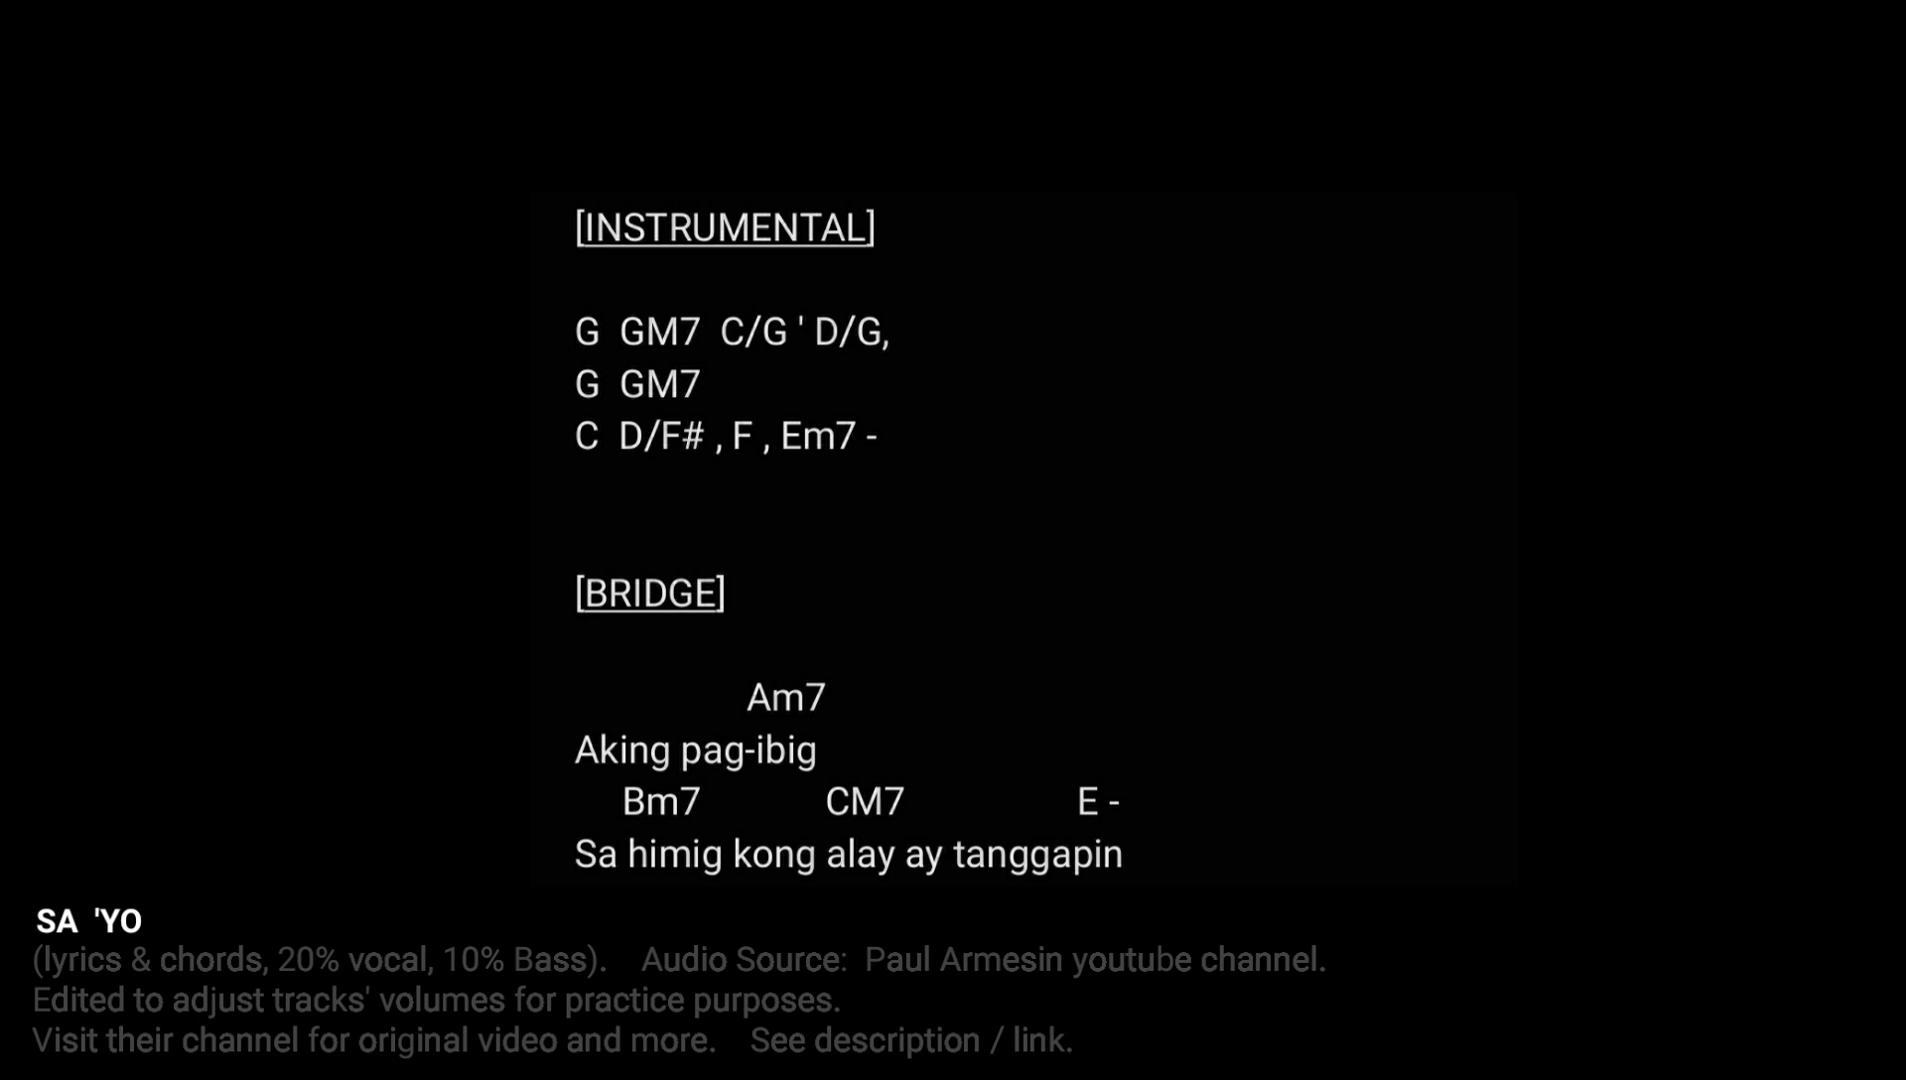 [INSTRUMENTAL]
G  GM7  C/G ' D/G,
G  GM7
C  D/F# , F , Em7 -
[BRIDGE]
Am7
Aking pag-ibig
Bm7 CM7 E -
Sa himig kong alay ay tanggapin
SA 'YO
(lyrics & chords, 20% vocal, 10% Bass). Audio Source: Paul Armesin youtube channel.
Edited to adjust tracks' volumes for practice purposes.
Visit their channel for original video and more. See description / link.